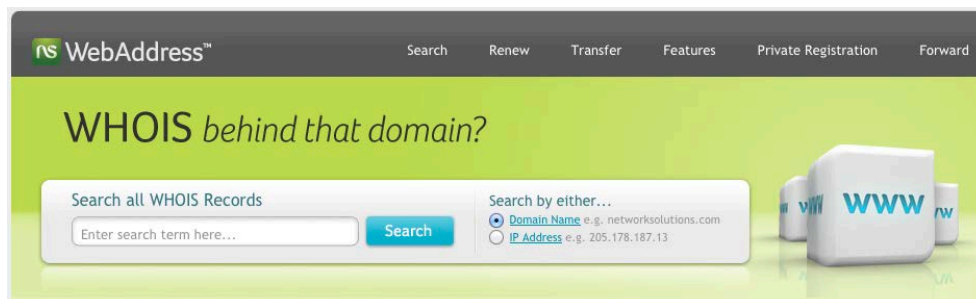 ns WebAddress™
Search Renew Transfer Features Private Registration Forward
WHOIS behind that domain?
Search all WHOIS Records
Enter search term here...
Search
Search by either...
Domain Name e.g. networksolutions.com
IP Address e.g. 205.178.187.13
WWW